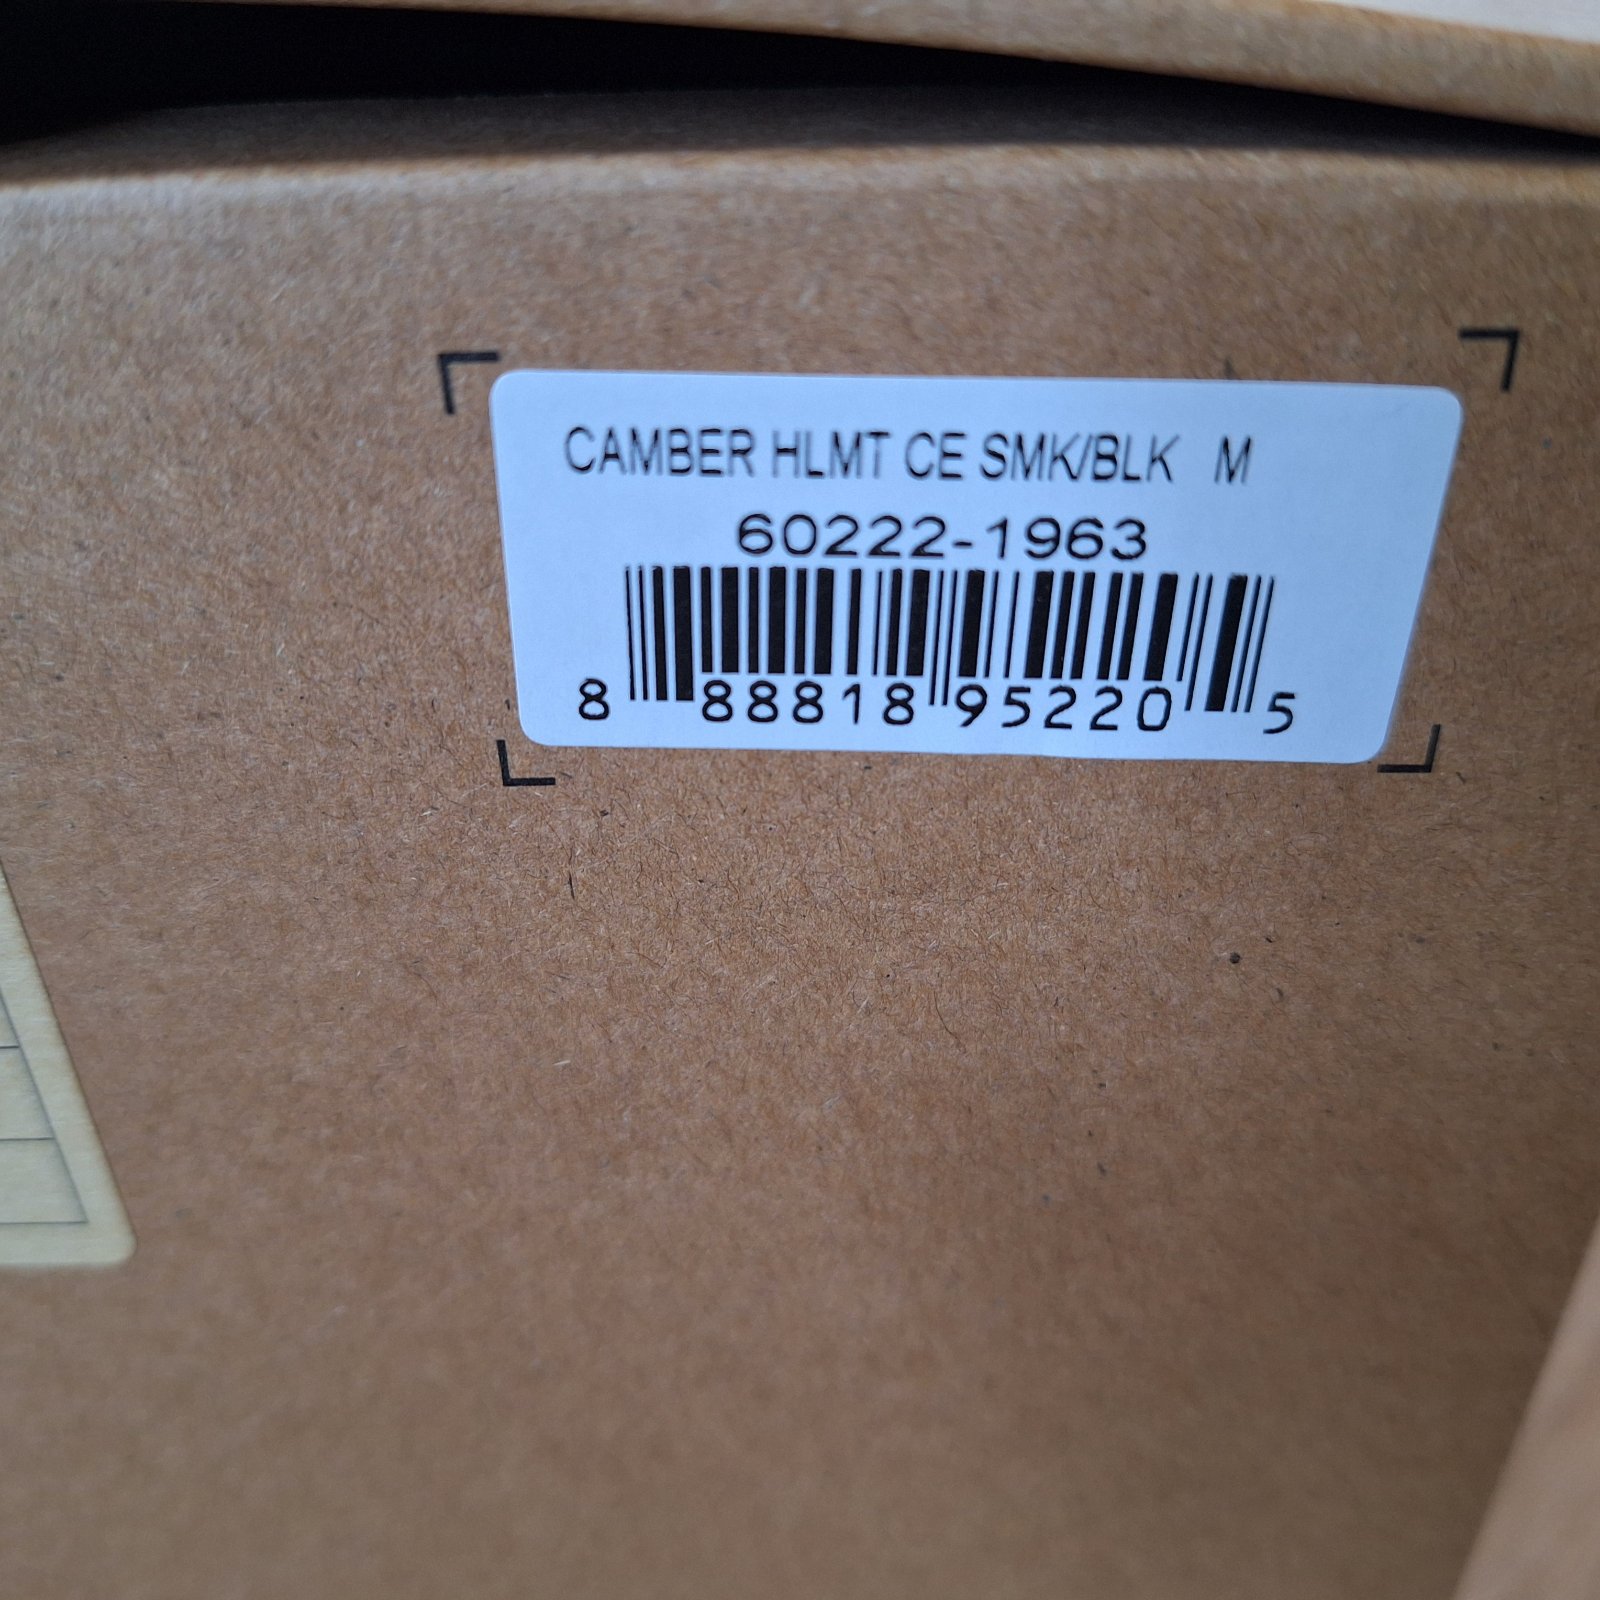 CAMBER HLMT CE SMK/BLK M
60222-1963
8 88818 95220 5